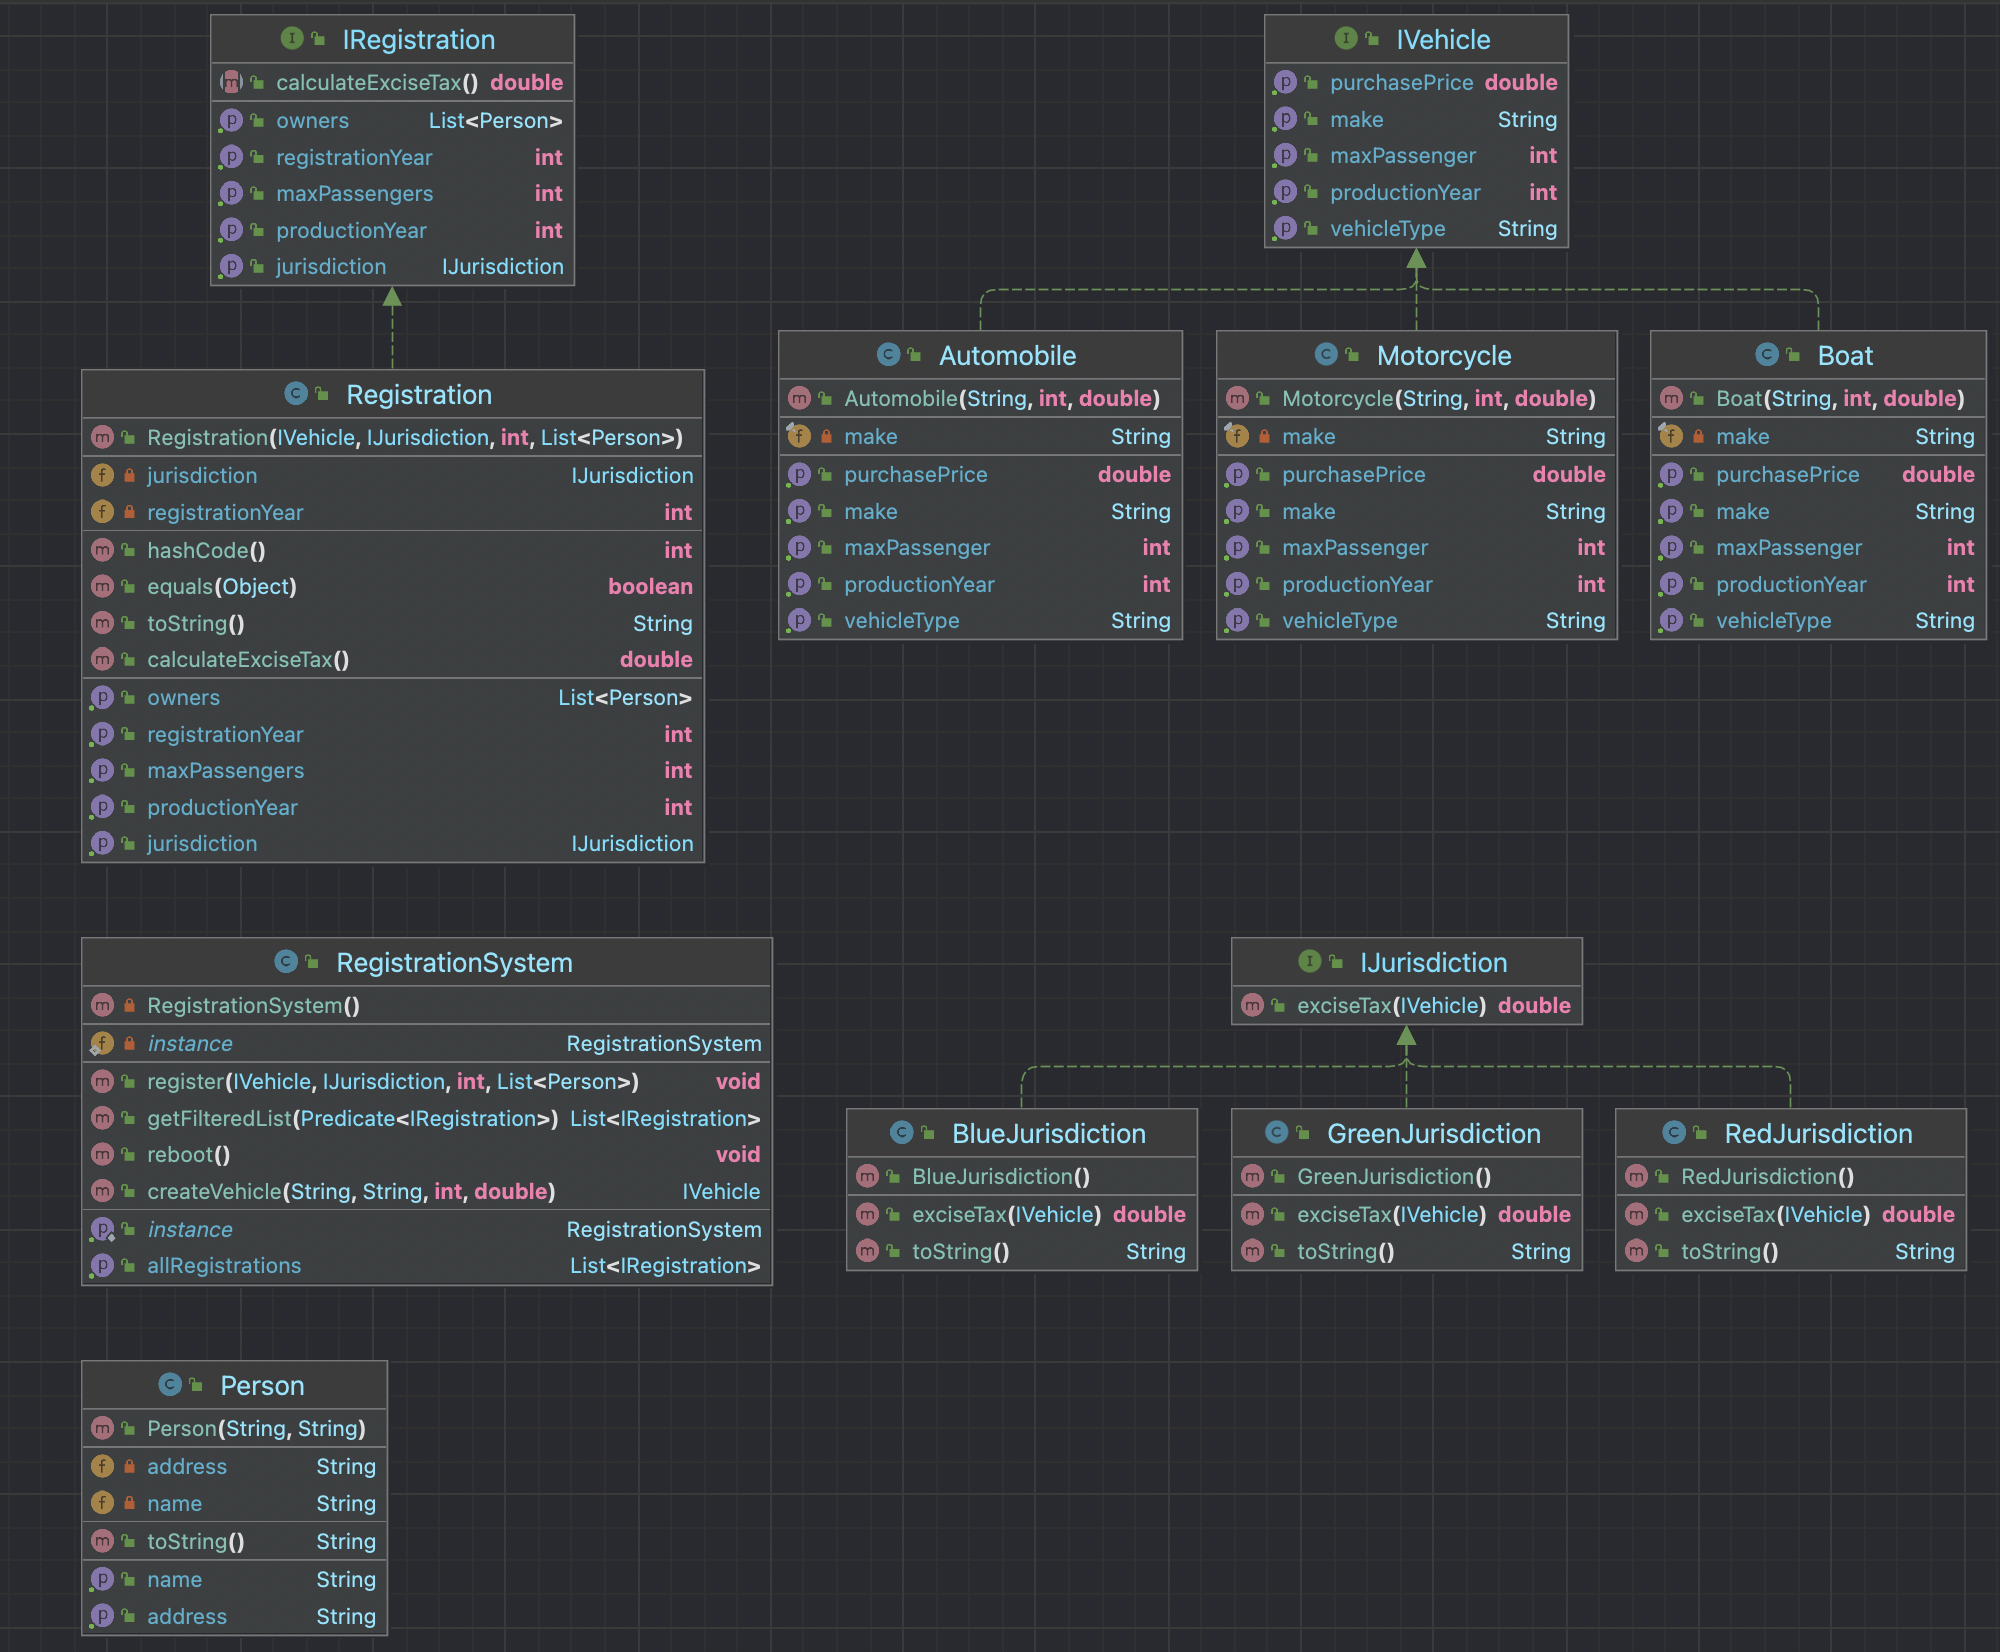 IRegistration
calculateExciseTax() double
owners List<Person>
registrationYear int
maxPassengers int
productionYear int
jurisdiction IJurisdiction
IVehicle
purchasePrice double
make String
maxPassenger int
productionYear int
vehicleType String
Registration
Registration(IVehicle, IJurisdiction, int, List<Person>)
jurisdiction IJurisdiction
registrationYear int
hashCode() int
equals(Object) boolean
toString() String
calculateExciseTax() double
owners List<Person>
registrationYear int
maxPassengers int
productionYear int
jurisdiction IJurisdiction
Automobile
Automobile(String, int, double)
make String
purchasePrice double
make String
maxPassenger int
productionYear int
vehicleType String
Motorcycle
Motorcycle(String, int, double)
make String
purchasePrice double
make String
maxPassenger int
productionYear int
vehicleType String
Boat
Boat(String, int, double)
make String
purchasePrice double
make String
maxPassenger int
productionYear int
vehicleType String
RegistrationSystem
RegistrationSystem()
instance RegistrationSystem
register(IVehicle, IJurisdiction, int, List<Person>) void
getFilteredList(Predicate<IRegistration>) List<IRegistration>
reboot() void
createVehicle(String, String, int, double) IVehicle
instance RegistrationSystem
allRegistrations List<IRegistration>
IJurisdiction
exciseTax(IVehicle) double
BlueJurisdiction
BlueJurisdiction()
exciseTax(IVehicle) double
toString() String
GreenJurisdiction
GreenJurisdiction()
exciseTax(IVehicle) double
toString() String
RedJurisdiction
RedJurisdiction()
exciseTax(IVehicle) double
toString() String
Person
Person(String, String)
address String
name String
toString() String
name String
address String